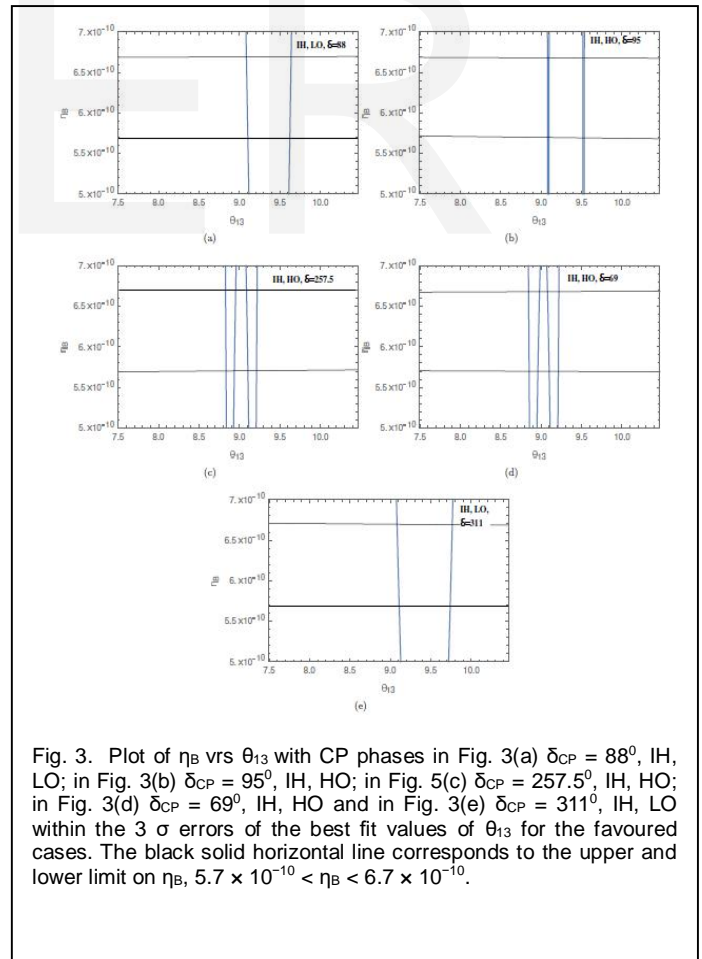 ER
7.×10⁻¹⁰
6.5×10⁻¹⁰
6.×10⁻¹⁰
5.5×10⁻¹⁰
5.×10⁻¹⁰
ηB
IH, LO, δ=88
7.5 8.0 8.5 9.0 9.5 10.0
θ13
(a)
7.×10⁻¹⁰
6.5×10⁻¹⁰
6.×10⁻¹⁰
5.5×10⁻¹⁰
5.×10⁻¹⁰
ηB
IH, HO, δ=95
7.5 8.0 8.5 9.0 9.5 10.0
θ13
(b)
7.×10⁻¹⁰
6.5×10⁻¹⁰
6.×10⁻¹⁰
5.5×10⁻¹⁰
5.×10⁻¹⁰
ηB
IH, HO, δ=257.5
7.5 8.0 8.5 9.0 9.5 10.0
θ13
(c)
7.×10⁻¹⁰
6.5×10⁻¹⁰
6.×10⁻¹⁰
5.5×10⁻¹⁰
5.×10⁻¹⁰
ηB
IH, HO, δ=69
7.5 8.0 8.5 9.0 9.5 10.0
θ13
(d)
7.×10⁻¹⁰
6.5×10⁻¹⁰
6.×10⁻¹⁰
5.5×10⁻¹⁰
5.×10⁻¹⁰
ηB
IH, LO,
δ=311
7.5 8.0 8.5 9.0 9.5 10.0
θ13
(e)
Fig. 3. Plot of ηB vrs θ13 with CP phases in Fig. 3(a) δCP = 88⁰, IH,
LO; in Fig. 3(b) δCP = 95⁰, IH, HO; in Fig. 5(c) δCP = 257.5⁰, IH, HO;
in Fig. 3(d) δCP = 69⁰, IH, HO and in Fig. 3(e) δCP = 311⁰, IH, LO
within the 3 σ errors of the best fit values of θ13 for the favoured
cases. The black solid horizontal line corresponds to the upper and
lower limit on ηB, 5.7 × 10⁻¹⁰ < ηB < 6.7 × 10⁻¹⁰.